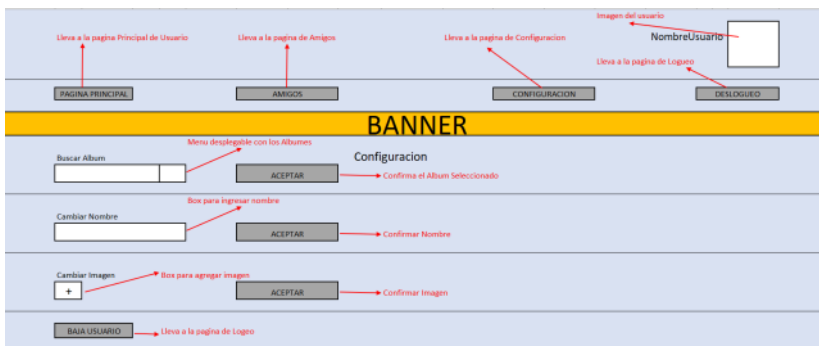 Imagen del usuario
Lleva a la pagina Principal de Usuario
Lleva a la pagina de Amigos
Lleva a la pagina de Configuracion
NombreUsuario
Lleva a la pagina de Logueo
PAGINA PRINCIPAL
AMIGOS
CONFIGURACION
DESLOGUEO
BANNER
Menu desplegable con los Albumes
Buscar Album
Configuracion
ACEPTAR
Confirma el Album Seleccionado
Box para ingresar nombre
Cambiar Nombre
ACEPTAR
Confirmar Nombre
Cambiar Imagen
Box para agregar imagen
+
ACEPTAR
Confirmar Imagen
BAJA USUARIO
Lleva a la pagina de Logeo